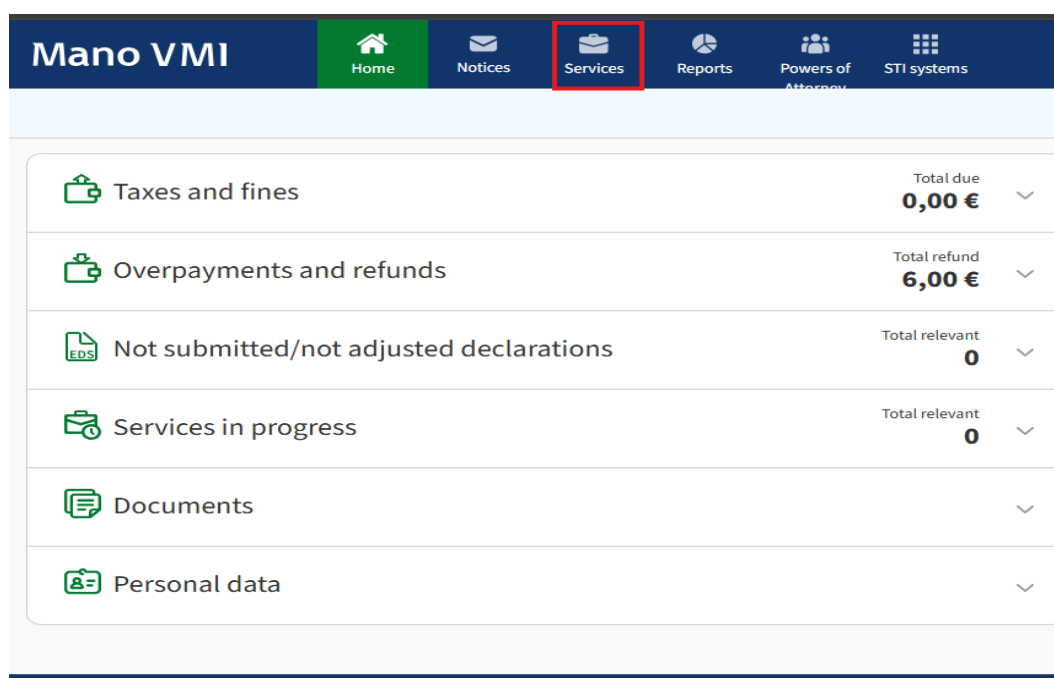 Mano VMI
Home
Notices
Services
Reports
Powers of
Attorney
STI systems
Taxes and fines
Total due
0,00 €
Overpayments and refunds
Total refund
6,00 €
EDS
Not submitted/not adjusted declarations
Total relevant
0
Services in progress
Total relevant
0
Documents
Personal data